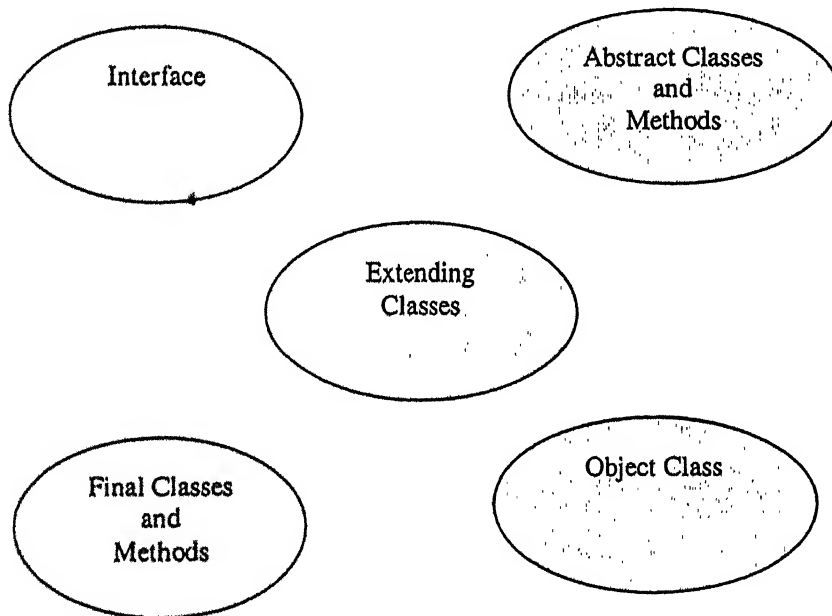 Interface
Abstract Classes
and
Methods
Extending
Classes
Final Classes
and
Methods
Object Class